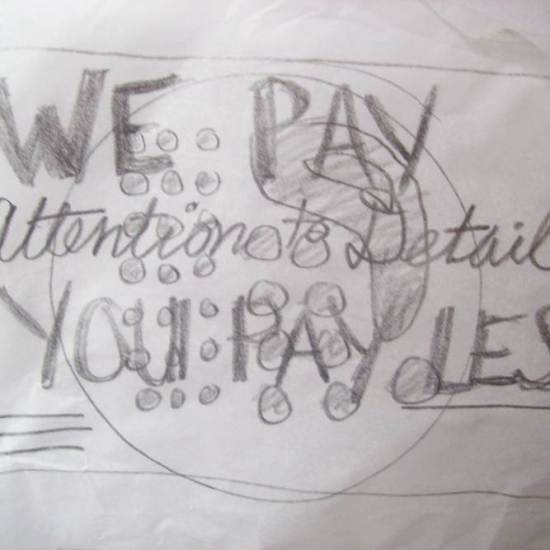 WE PAY
Attention to Detail
YOU PAY LES